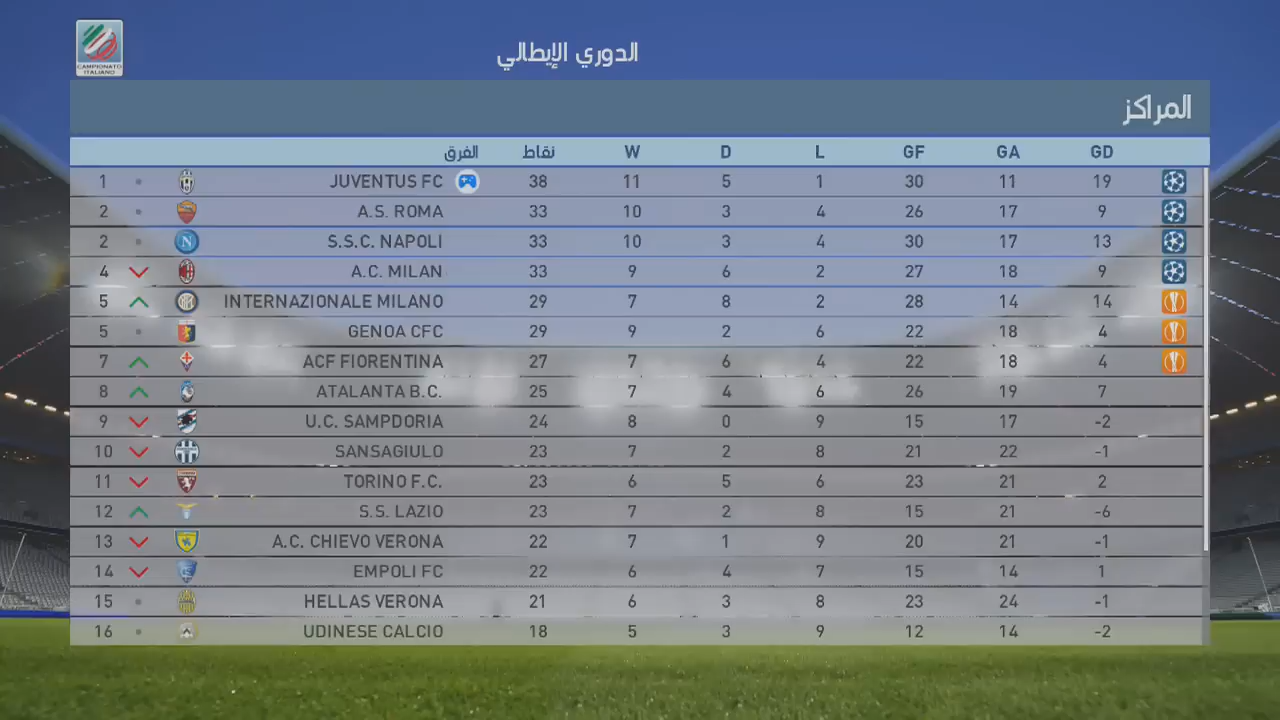 CAMPIONATO
ITALIANO
الدوري الإيطالي
المراكز
الفرق نقاط W D L GF GA GD
1 JUVENTUS FC 38 11 5 1 30 11 19
2 A.S. ROMA 33 10 3 4 26 17 9
2 S.S.C. NAPOLI 33 10 3 4 30 17 13
4 A.C. MILAN 33 9 6 2 27 18 9
5 INTERNAZIONALE MILANO 29 7 8 2 28 14 14
5 GENOA CFC 29 9 2 6 22 18 4
7 ACF FIORENTINA 27 7 6 4 22 18 4
8 ATALANTA B.C. 25 7 4 6 26 19 7
9 U.C. SAMPDORIA 24 8 0 9 15 17 -2
10 SANSAGIULO 23 7 2 8 21 22 -1
11 TORINO F.C. 23 6 5 6 23 21 2
12 S.S. LAZIO 23 7 2 8 15 21 -6
13 A.C. CHIEVO VERONA 22 7 1 9 20 21 -1
14 EMPOLI FC 22 6 4 7 15 14 1
15 HELLAS VERONA 21 6 3 8 23 24 -1
16 UDINESE CALCIO 18 5 3 9 12 14 -2